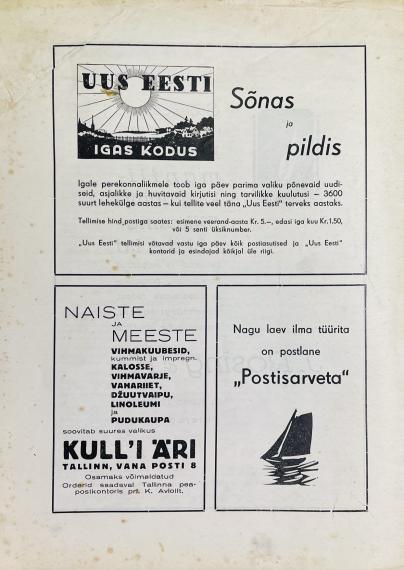 UUS EESTI
IGAS KODUS
Sõnas
ja
pildis
Igale perekonnaliikmele toob iga päev parima valiku põnevaid uudi-
seid, asjalikke ja huvitavaid kirjutisi ning tarvilikke kuulutusi – 3600
suurt lehekülge aastas – kui tellite veel täna „Uus Eesti" terveks aastaks.
Tellimise hind postiga saates: esimene veerand-aasta Kr. 5.–, edasi iga kuu Kr.1.50,
või 5 senti üksiknumber.
„Uus Eesti" tellimisi võtavad vastu iga päev kõik postiasutised ja „Uus Eesti"
kontorid ja esindajad kõikjal üle riigi.
NAISTE
JA
MEESTE
VIHMAKUUBESID,
kummist ja impregn.
KALOSSE,
VIHMAVARJE,
VAHARIIET,
DŽUUTVAIPU,
LINOLEUMI
ja
PUDUKAUPA
soovitab suures valikus
KULL'I ÄRI
TALLINN, VANA POSTI 8
Osamaks võimaldatud
Orderid saadaval Tallinna pea-
postikontoris pr. K. Avloilt.
Nagu laev ilma tüürita
on postlane
„Postisarveta"